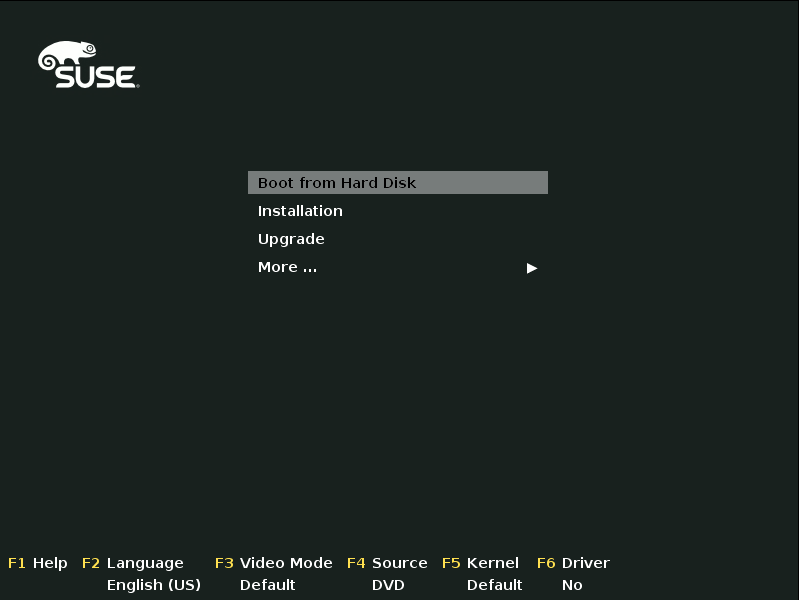 SUSE
Boot from Hard Disk
Installation
Upgrade
More ...
F1 Help F2 Language F3 Video Mode F4 Source F5 Kernel F6 Driver
English (US) Default DVD Default No